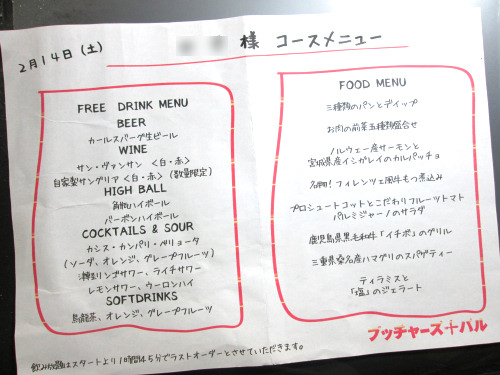 2月14日(土)
様 コースメニュー
FREE DRINK MENU
BEER
カールスバーグ生ビール
WINE
サン・ヴァンサン <白・赤>
自家製サングリア <白・赤> (数量限定)
HIGH BALL
角物ハイボール
バーボンハイボール
COCKTAILS & SOUR
カシス・カンパリ・ペリョータ
(ソーダ、オレンジ、グレープフルーツ)
リンゴサワー、ライチサワー
レモンサワー、ウーロンハイ
SOFTDRINKS
烏龍茶、オレンジ、グレープフルーツ
飲み放題はスタートより1時間45分でラストオーダーとさせていただきます。
FOOD MENU
三種類のパンとディップ
お肉の前菜五種類盛合せ
ノルウェー産サーモンと
宮城県産イシガレイのカルパッチョ
名物!フィレンツェ風牛もつ煮込み
プロシュートコットとこだわりフルーツトマト
パルミジャーノのサラダ
鹿児島県黒毛和牛「イチボ」のグリル
三重県桑名産ハマグリのスパゲティー
ティラミスと
「塩」のジェラート
ブッチャーズ+バル